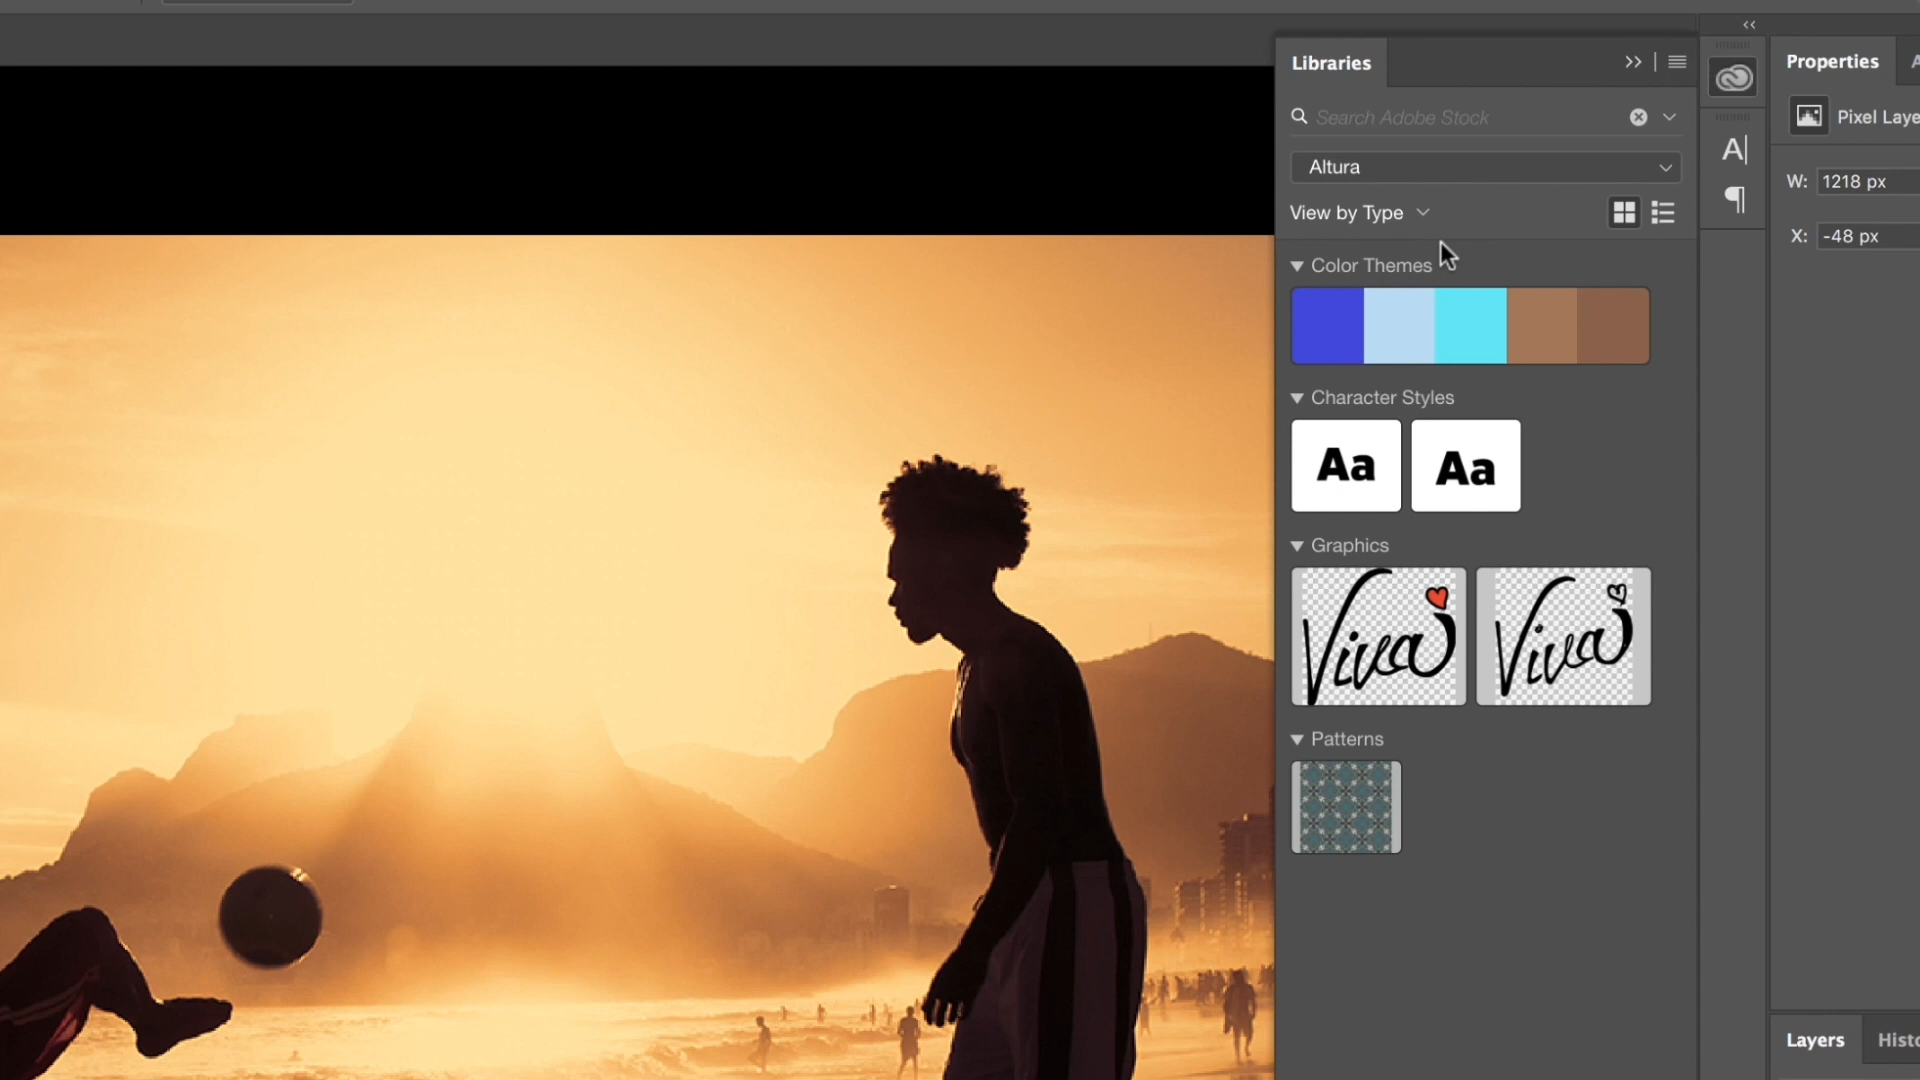 Libraries
Properties
Search Adobe Stock
Pixel Laye
Altura
W: 1218 px
View by Type
X: -48 px
Color Themes
Character Styles
Aa
Aa
Graphics
Viva
Viva
Patterns
Layers
Histo